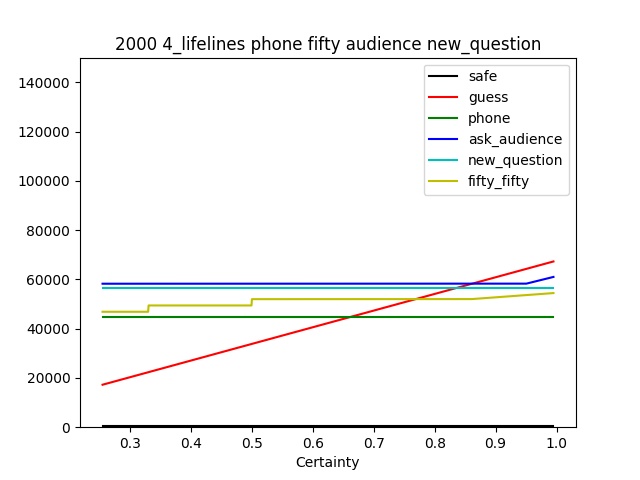 2000 4_lifelines phone fifty audience new_question
140000
120000
100000
80000
60000
40000
20000
0
safe
guess
phone
ask_audience
new_question
fifty_fifty
0.3 0.4 0.5 0.6 0.7 0.8 0.9 1.0
Certainty